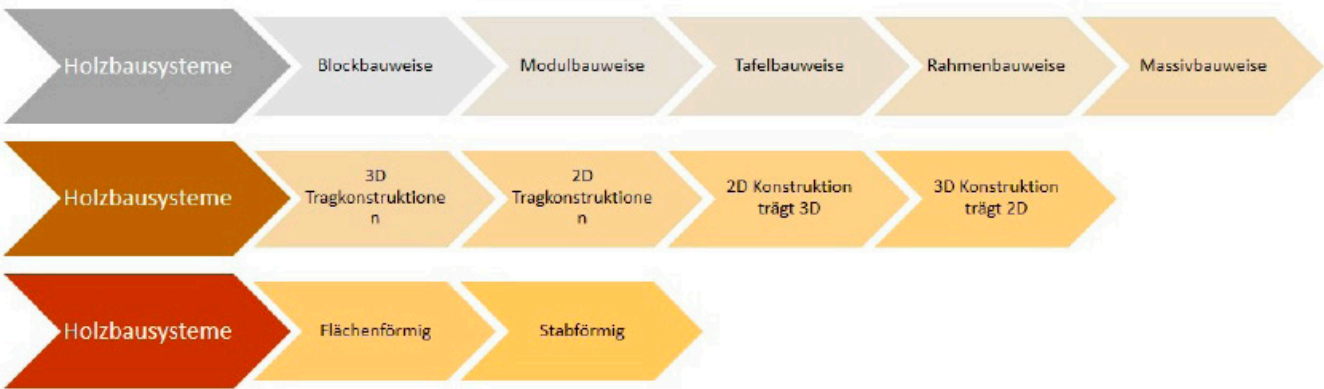 Holzbausysteme
Blockbauweise
Modulbauweise
Tafelbauweise
Rahmenbauweise
Massivbauweise
Holzbausysteme
3D
Tragkonstruktione
n
2D
Tragkonstruktione
n
2D Konstruktion
trägt 3D
3D Konstruktion
trägt 2D
Holzbausysteme
Flächenförmig
Stabförmig